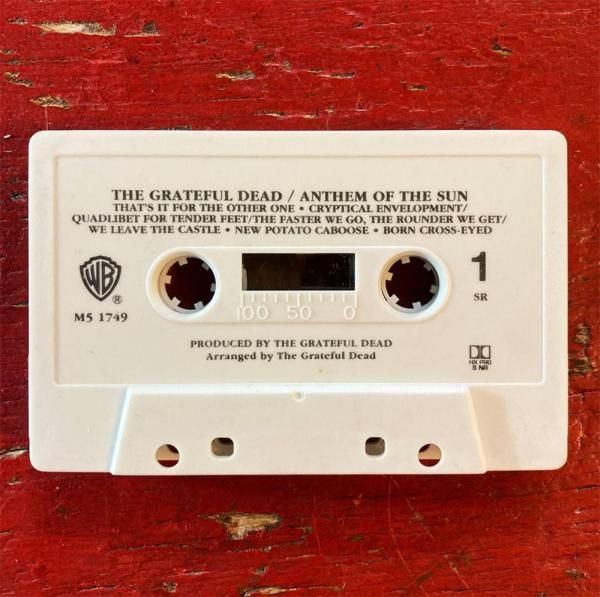 THE GRATEFUL DEAD / ANTHEM OF THE SUN
THAT'S IT FOR THE OTHER ONE • CRYPTICAL ENVELOPMENT/
QUADLIBET FOR TENDER FEET/THE FASTER WE GO, THE ROUNDER WE GET/
WE LEAVE THE CASTLE • NEW POTATO CABOOSE • BORN CROSS-EYED
WB
®
M5 1749
100 50 0
1
SR
PRODUCED BY THE GRATEFUL DEAD
Arranged by The Grateful Dead
HX PRO
S NR